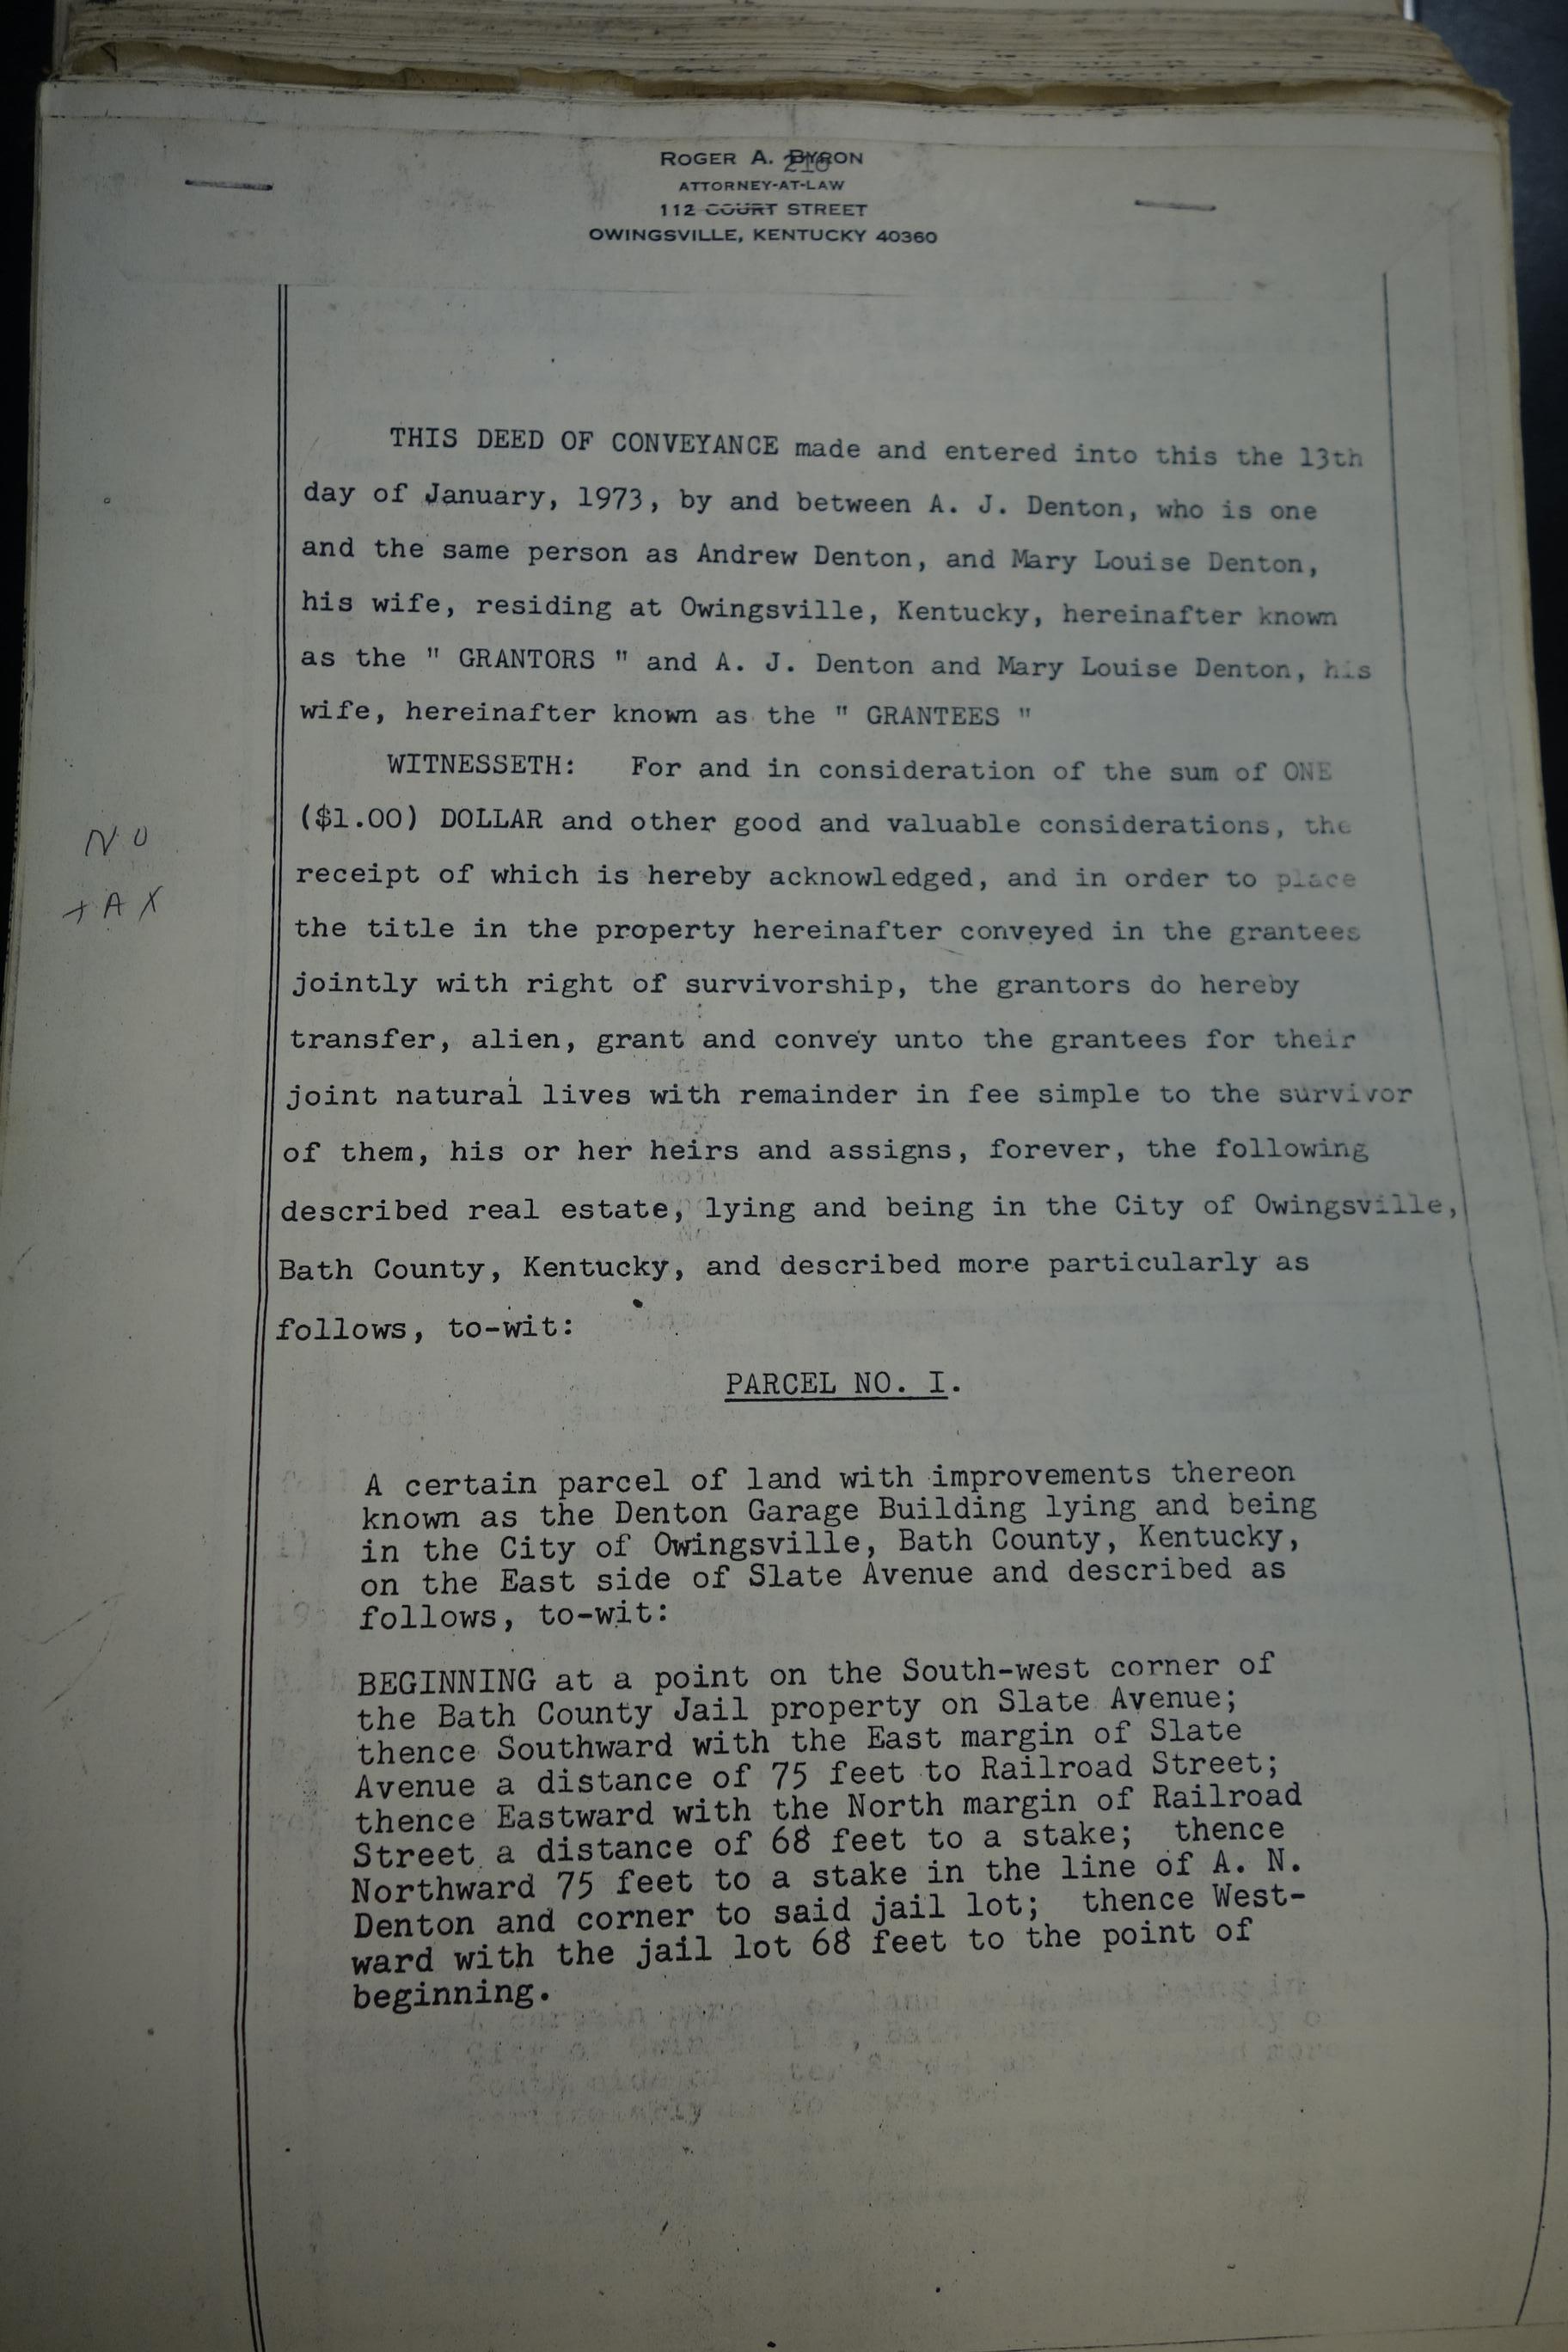 ROGER A. BYRON
216
ATTORNEY-AT-LAW
112 COURT STREET
OWINGSVILLE, KENTUCKY 40360
THIS DEED OF CONVEYANCE made and entered into this the 13th
day of January, 1973, by and between A. J. Denton, who is one
and the same person as Andrew Denton, and Mary Louise Denton,
his wife, residing at Owingsville, Kentucky, hereinafter known
as the " GRANTORS " and A. J. Denton and Mary Louise Denton, his
wife, hereinafter known as the " GRANTEES "
WITNESSETH: For and in consideration of the sum of ONE
($1.00) DOLLAR and other good and valuable considerations, the
receipt of which is hereby acknowledged, and in order to place
the title in the property hereinafter conveyed in the grantees
jointly with right of survivorship, the grantors do hereby
transfer, alien, grant and convey unto the grantees for their
joint natural lives with remainder in fee simple to the survivor
of them, his or her heirs and assigns, forever, the following
described real estate, lying and being in the City of Owingsville,
Bath County, Kentucky, and described more particularly as
follows, to-wit:
NO
TAX
PARCEL NO. I.
A certain parcel of land with improvements thereon
known as the Denton Garage Building lying and being
in the City of Owingsville, Bath County, Kentucky,
on the East side of Slate Avenue and described as
follows, to-wit:
BEGINNING at a point on the South-west corner of
the Bath County Jail property on Slate Avenue;
thence Southward with the East margin of Slate
Avenue a distance of 75 feet to Railroad Street;
thence Eastward with the North margin of Railroad
Street a distance of 68 feet to a stake; thence
Northward 75 feet to a stake in the line of A. N.
Denton and corner to said jail lot; thence West-
ward with the jail lot 68 feet to the point of
beginning.